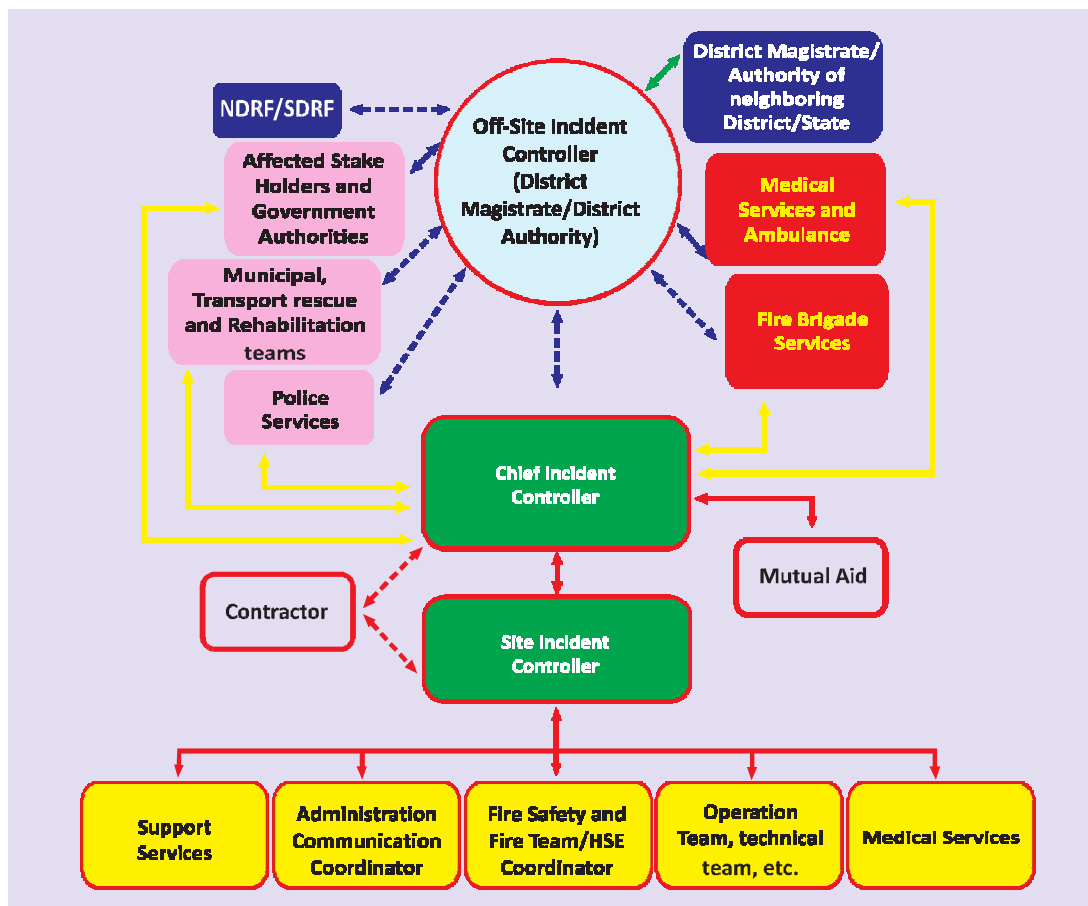 NDRF/SDRF
Off-Site Incident
Controller
(District
Magistrate/District
Authority)
District Magistrate/
Authority of
neighboring
District/State
Affected Stake
Holders and
Government
Authorities
Medical
Services and
Ambulance
Municipal,
Transport rescue
and Rehabilitation
teams
Fire Brigade
Services
Police
Services
Chief Incident
Controller
Mutual Aid
Contractor
Site Incident
Controller
Support
Services
Administration
Communication
Coordinator
Fire Safety and
Fire Team/HSE
Coordinator
Operation
Team, technical
team, etc.
Medical Services